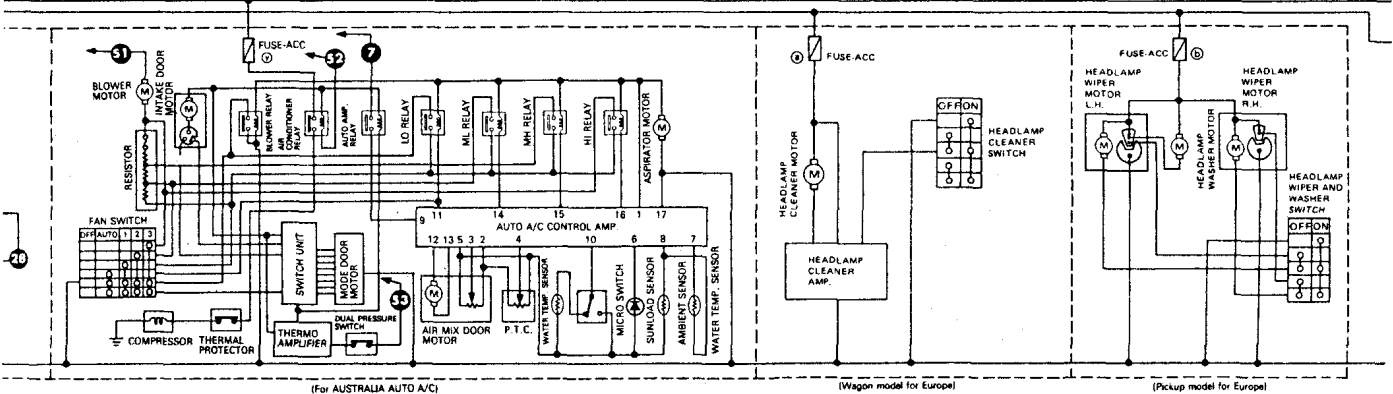 51
BLOWER
MOTOR
INTAKE DOOR
MOTOR
FUSE-ACC
52
7
M
M
BLOWER RELAY
AIR
CONDITIONER
RELAY
AUTO AMP.
RELAY
LO RELAY
ML RELAY
MH RELAY
HI RELAY
ASPIRATOR MOTOR
M
RESISTOR
FAN SWITCH
OFF AUTO 1 2 3
SWITCH UNIT
MODE DOOR
MOTOR
53
COMPRESSOR
THERMAL
PROTECTOR
THERMO
AMPLIFIER
DUAL PRESSURE
SWITCH
9 11 14 15 16 1 17
AUTO A/C CONTROL AMP.
12 13 5 3 2 4 10 6 8 7
M
AIR MIX DOOR
MOTOR
P.T.C.
WATER TEMP. SENSOR
MICRO SWITCH
SUNLOAD SENSOR
AMBIENT SENSOR
WATER TEMP. SENSOR
(For AUSTRALIA AUTO A/C)
a
FUSE-ACC
HEADLAMP
CLEANER MOTOR
M
HEADLAMP
CLEANER
AMP.
OFF ON
HEADLAMP
CLEANER
SWITCH
(Wagon model for Europe)
FUSE-ACC
b
HEADLAMP
WIPER
MOTOR
L.H.
M
M
HEADLAMP
WASHER MOTOR
HEADLAMP
WIPER
MOTOR
R.H.
M
HEADLAMP
WIPER AND
WASHER
SWITCH
OFF ON
(Pickup model for Europe)